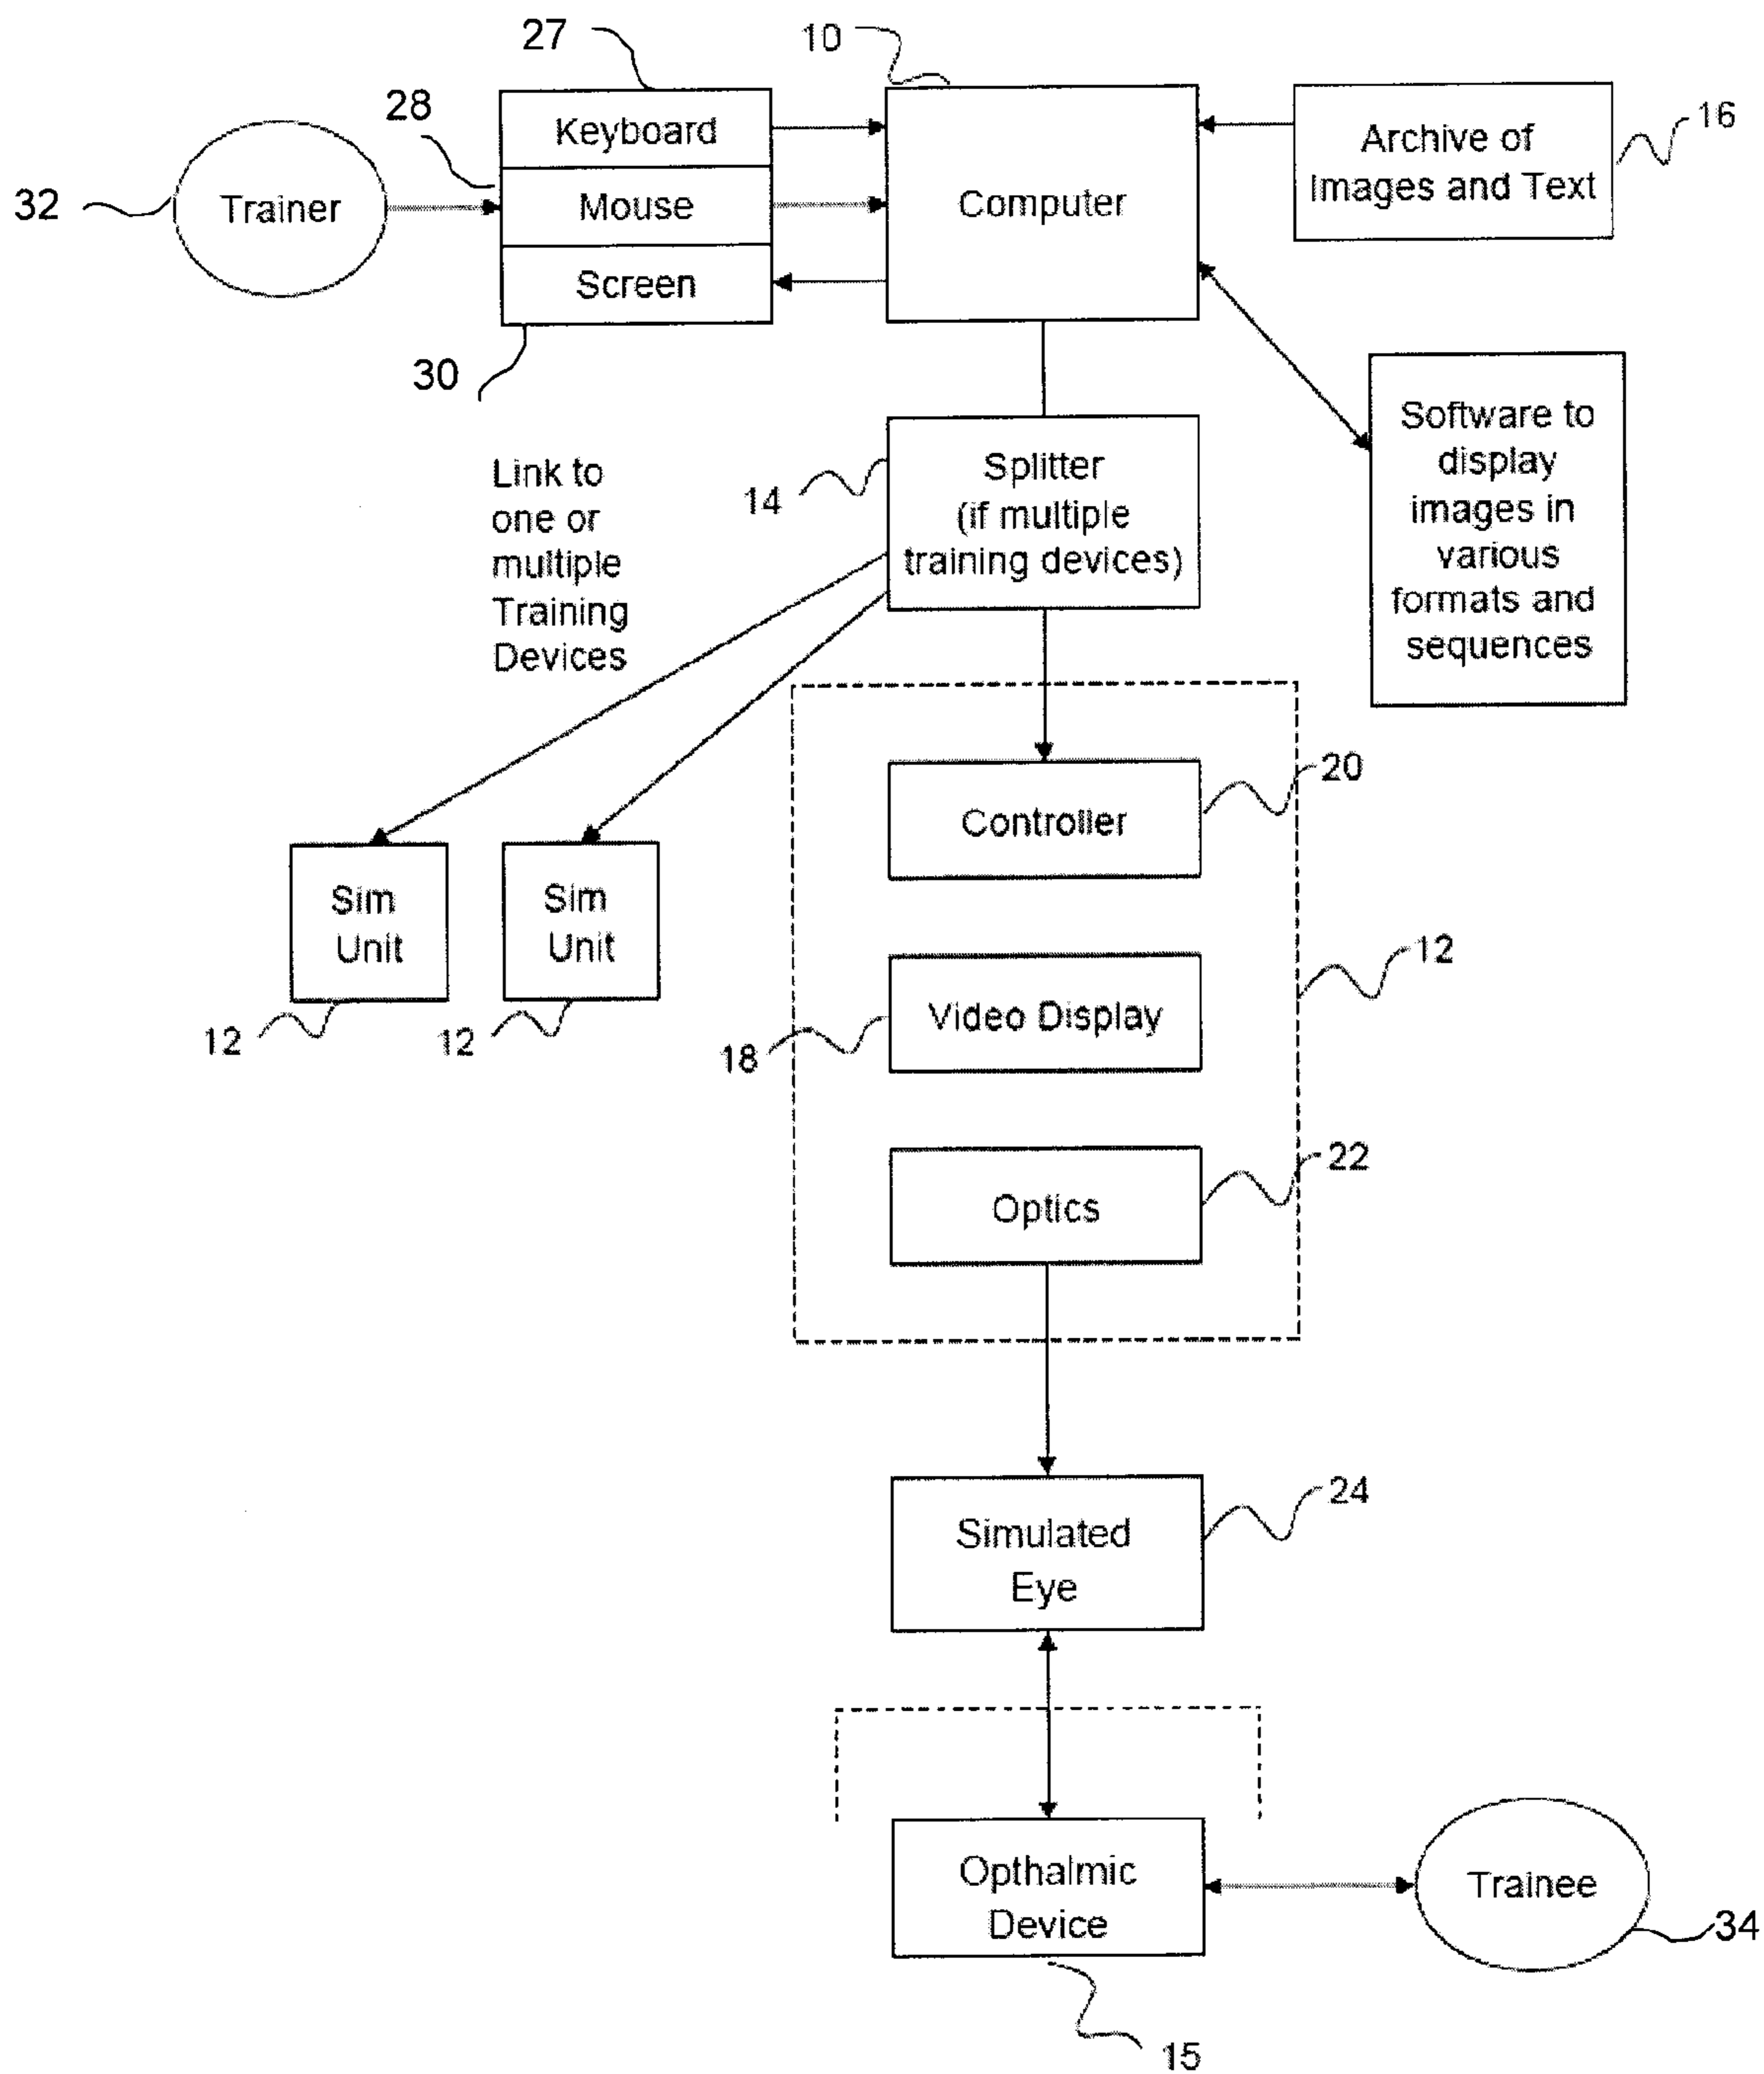 27
10
28
Keyboard
16
Archive of
Images and Text
32
Trainer
Mouse
Computer
Screen
30
Software to
display
images in
various
formats and
sequences
Link to
one or
multiple
Training
Devices
14
Splitter
(if multiple
training devices)
20
Controller
Sim
Unit
Sim
Unit
12
12
12
18
Video Display
22
Optics
24
Simulated
Eye
Opthalmic
Device
Trainee
34
15